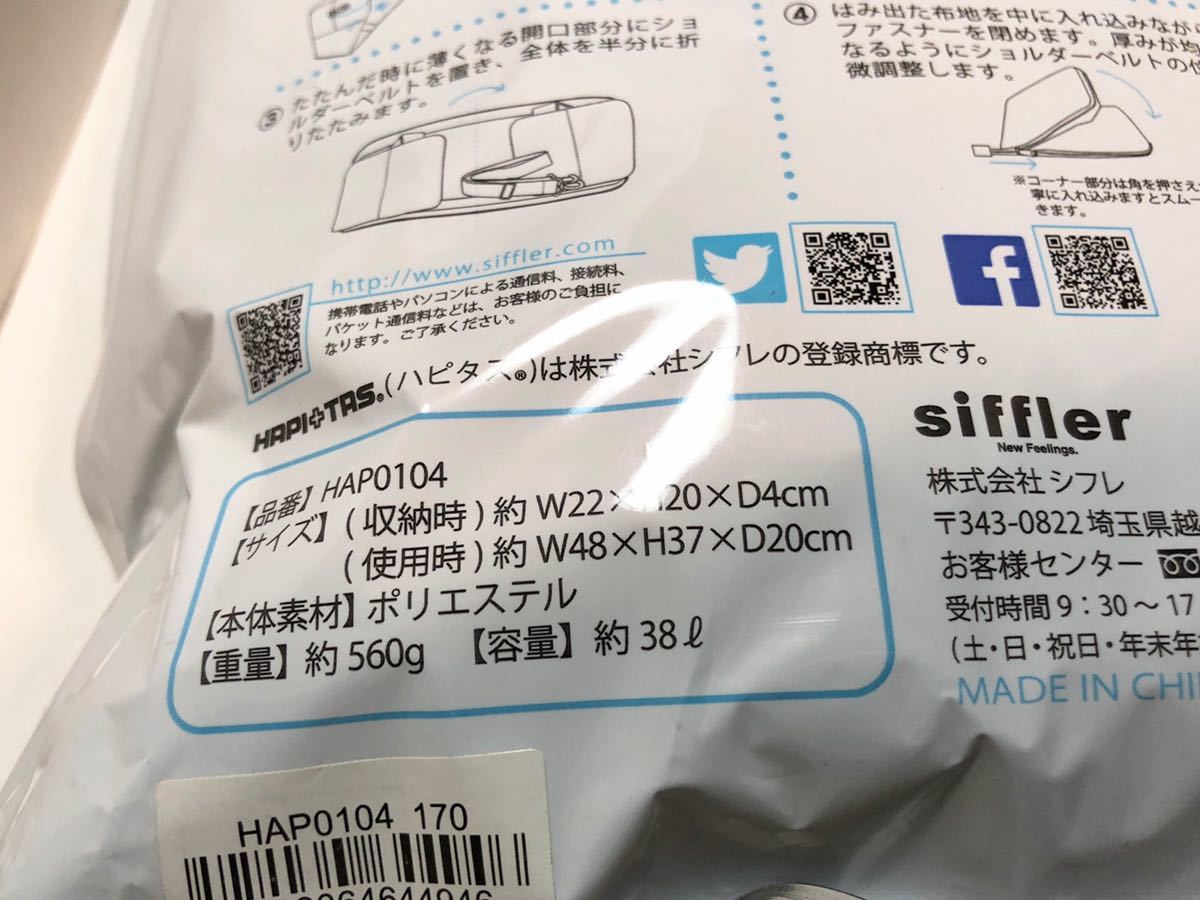 ③ たたんだ時に薄くなる開口部分にショ
ルダーベルトを置き、全体を半分に折
りたたみます。
④ はみ出た布地を中に入れ込みながら
ファスナーを閉めます。厚みが均
なるようにショルダーベルトの位
微調整します。
※コーナー部分は角を押さえ
寧に入れ込みますとスムー
きます。
http://www.siffler.com
携帯電話やパソコンによる通信料、接続料、
パケット通信料などは、お客様のご負担に
なります。ご了承ください。
HAPI+TAS®(ハピタス®)は株式会社シフレの登録商標です。
【品番】HAP0104
【サイズ】(収納時)約 W22×H20×D4cm
(使用時)約 W48×H37×D20cm
【本体素材】ポリエステル
【重量】約 560g 【容量】約 38ℓ
siffler
New Feelings.
株式会社シフレ
〒343-0822 埼玉県越
お客様センター
受付時間 9：30～17
(土・日・祝日・年末年
MADE IN CHI
HAP0104 170